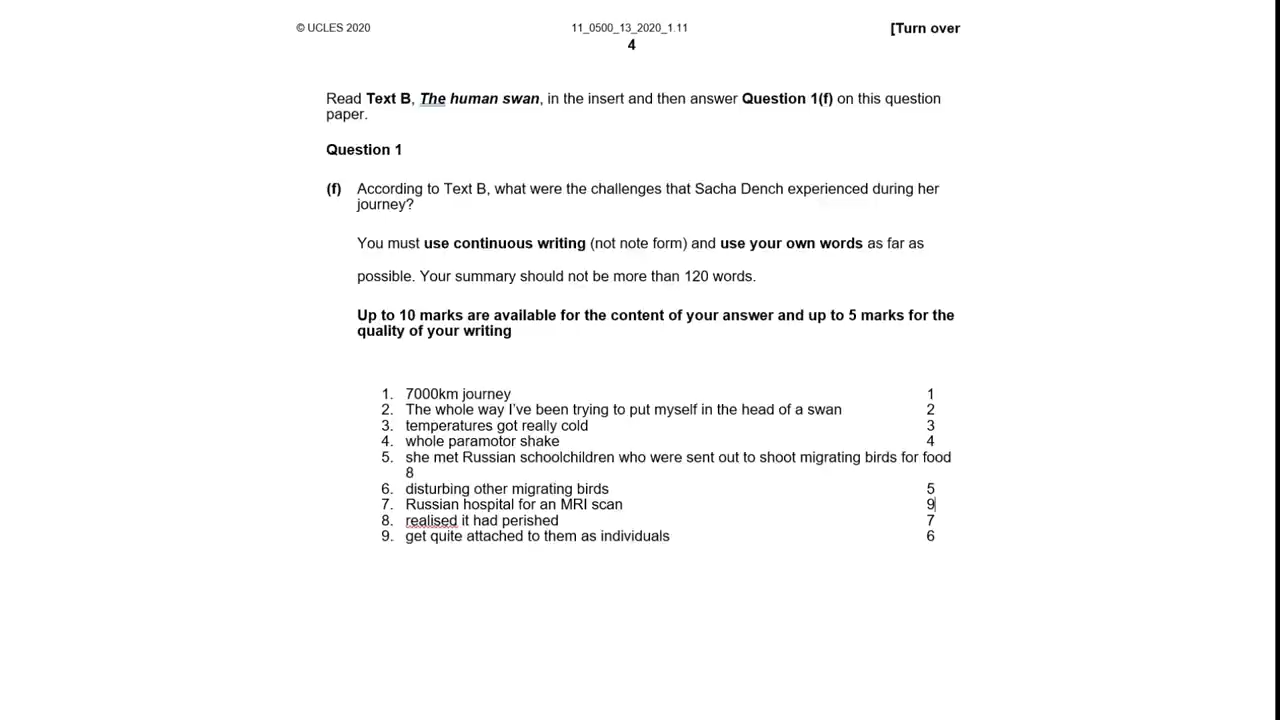 © UCLES 2020 11_0500_13_2020_1.11 [Turn over
4
Read Text B, The human swan, in the insert and then answer Question 1(f) on this question
paper.
Question 1
(f) According to Text B, what were the challenges that Sacha Dench experienced during her
journey?
You must use continuous writing (not note form) and use your own words as far as
possible. Your summary should not be more than 120 words.
Up to 10 marks are available for the content of your answer and up to 5 marks for the
quality of your writing
1. 7000km journey 1
2. The whole way I’ve been trying to put myself in the head of a swan 2
3. temperatures got really cold 3
4. whole paramotor shake 4
5. she met Russian schoolchildren who were sent out to shoot migrating birds for food
8
6. disturbing other migrating birds 5
7. Russian hospital for an MRI scan 9
8. realised it had perished 7
9. get quite attached to them as individuals 6